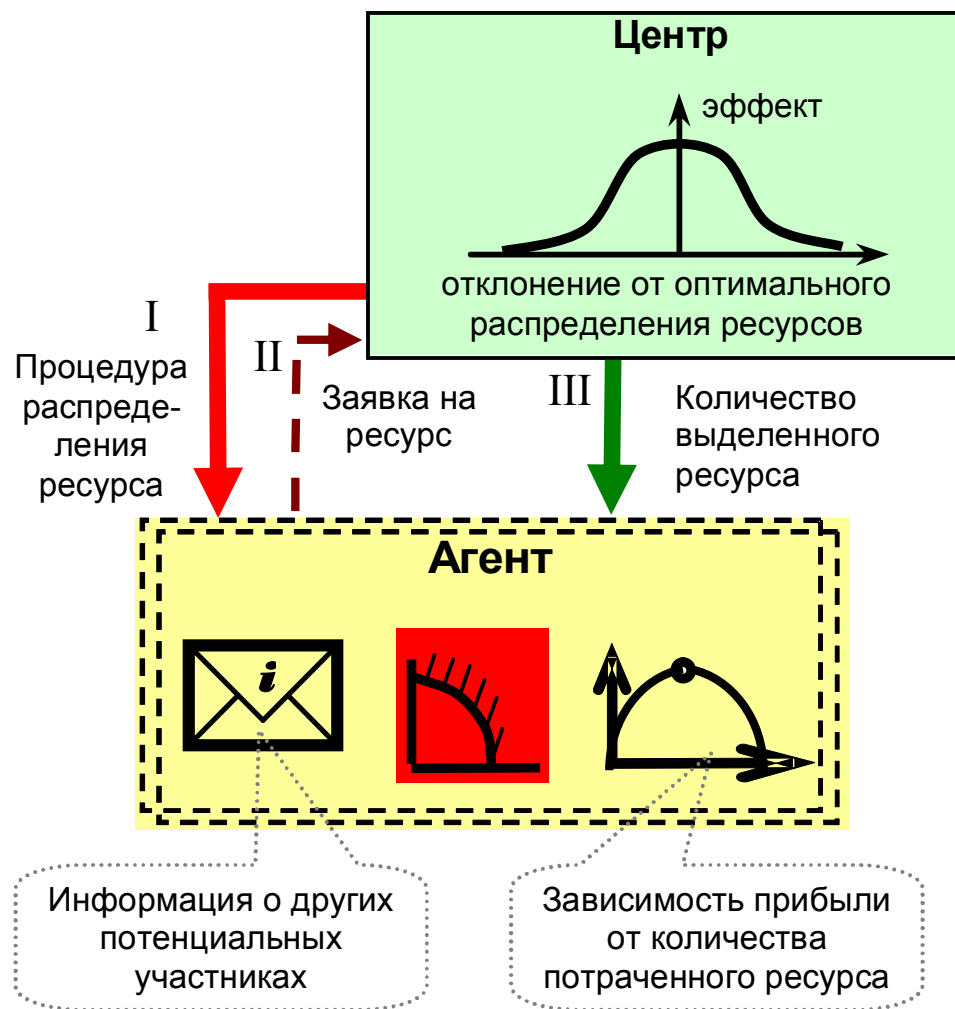 Центр
эффект
отклонение от оптимального
распределения ресурсов
I
Процедура
распреде-
ления
ресурса
II
Заявка на
ресурс
III
Количество
выделенного
ресурса
Агент
i
Информация о других
потенциальных
участниках
Зависимость прибыли
от количества
потраченного ресурса